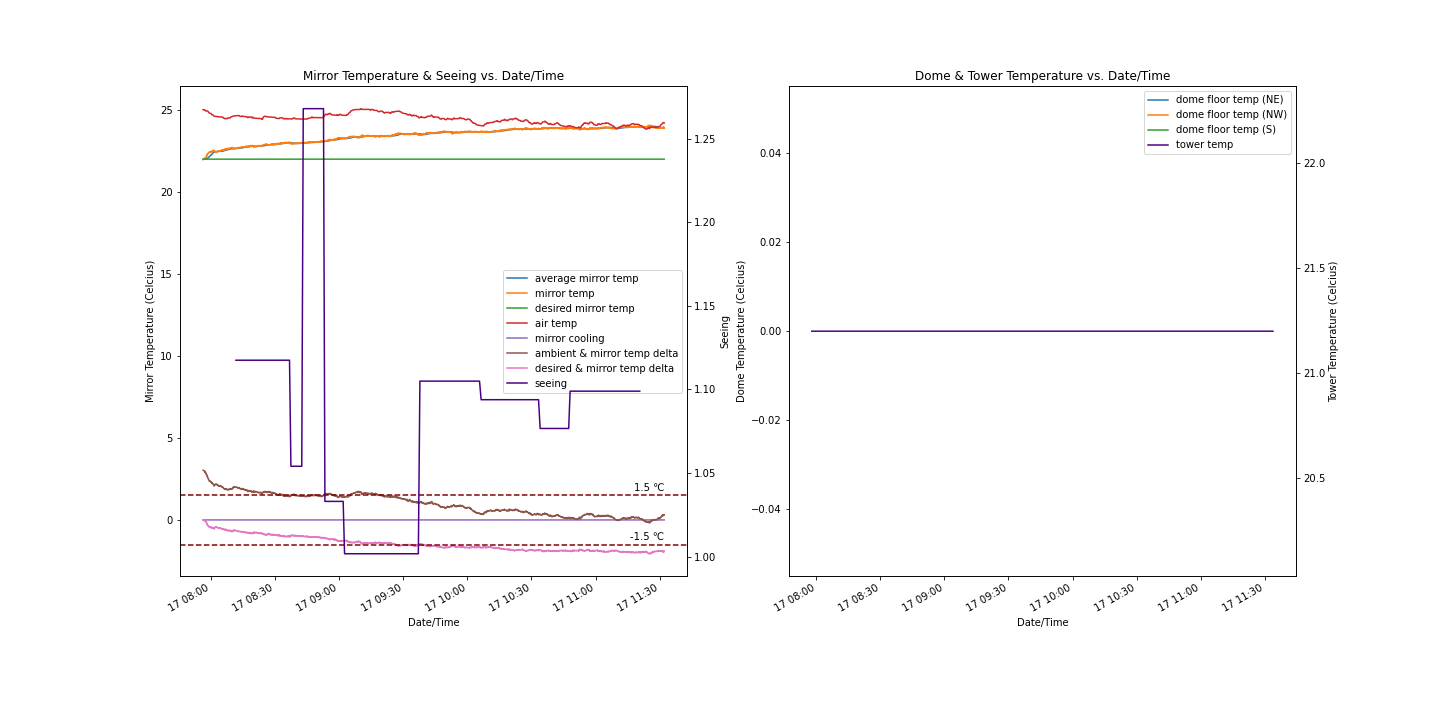 Mirror Temperature & Seeing vs. Date/Time
25
20
15
10
5
0
Mirror Temperature (Celcius)
average mirror temp
mirror temp
desired mirror temp
air temp
mirror cooling
ambient & mirror temp delta
desired & mirror temp delta
seeing
1.5 °C
-1.5 °C
1.25
1.20
1.15
1.10
1.05
1.00
Seeing
17 08:00
17 08:30
17 09:00
17 09:30
17 10:00
17 10:30
17 11:00
17 11:30
Date/Time
Dome & Tower Temperature vs. Date/Time
0.04
0.02
0.00
−0.02
−0.04
Dome Temperature (Celcius)
dome floor temp (NE)
dome floor temp (NW)
dome floor temp (S)
tower temp
22.0
21.5
21.0
20.5
Tower Temperature (Celcius)
17 08:00
17 08:30
17 09:00
17 09:30
17 10:00
17 10:30
17 11:00
17 11:30
Date/Time